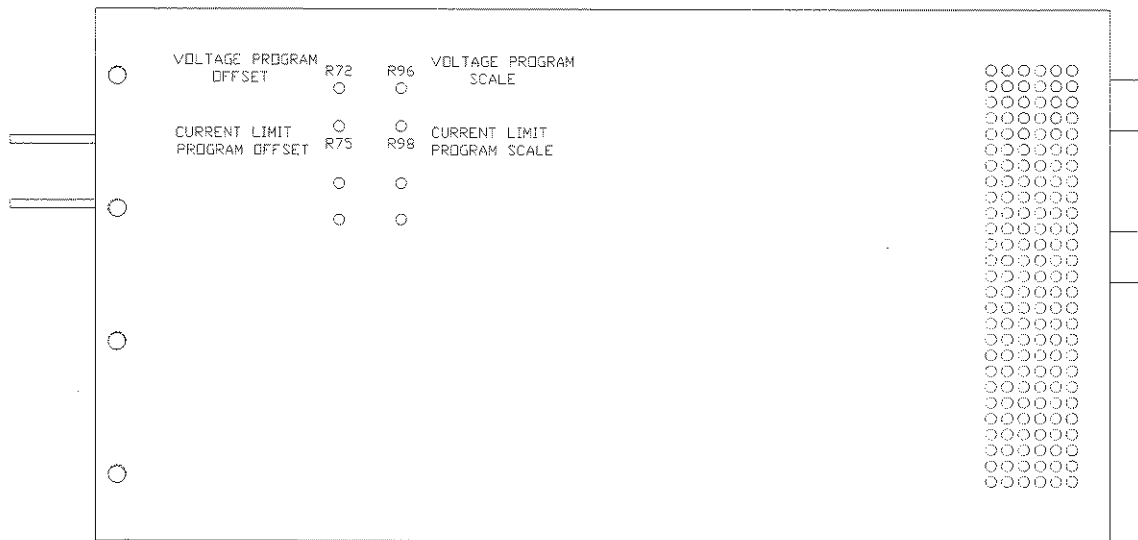 VOLTAGE PROGRAM
OFFSET
R72
R96
VOLTAGE PROGRAM
SCALE
CURRENT LIMIT
PROGRAM OFFSET
R75
R98
CURRENT LIMIT
PROGRAM SCALE